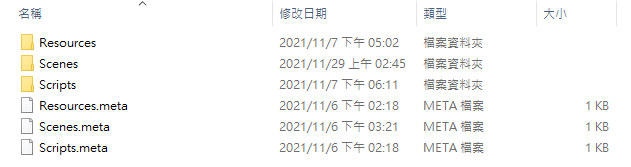 名稱 修改日期 類型 大小
Resources 2021/11/7 下午 05:02 檔案資料夾
Scenes 2021/11/29 上午 02:45 檔案資料夾
Scripts 2021/11/7 下午 06:11 檔案資料夾
Resources.meta 2021/11/6 下午 02:18 META 檔案 1 KB
Scenes.meta 2021/11/6 下午 03:21 META 檔案 1 KB
Scripts.meta 2021/11/6 下午 02:18 META 檔案 1 KB